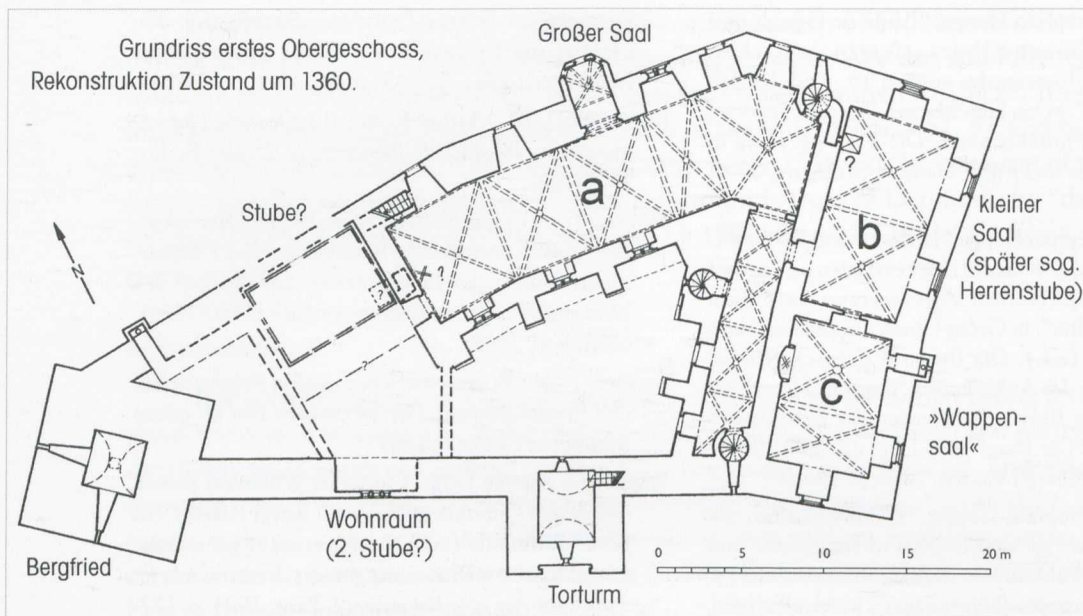 Grundriss erstes Obergeschoss,
Rekonstruktion Zustand um 1360.
Großer Saal
Stube?
N
a
?
?
b
kleiner
Saal
(später sog.
Herrenstube)
c
»Wappen-
saal«
Wohnraum
(2. Stube?)
Bergfried
Torturm
0 5 10 15 20 m